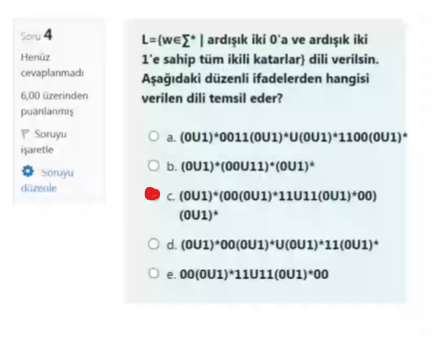 Soru 4
Henüz
cevaplanmadı
6,00 üzerinden
puanlanmış
Soruyu
işaretle
Soruyu
düzenle
L={w∈∑* | ardışık iki 0'a ve ardışık iki
1'e sahip tüm ikili katarlar} dili verilsin.
Aşağıdaki düzenli ifadelerden hangisi
verilen dili temsil eder?
a. (0U1)*0011(0U1)*U(0U1)*1100(0U1)*
b. (0U1)*(00U11)*(0U1)*
c. (0U1)*(00(0U1)*11U11(0U1)*00)
(0U1)*
d. (0U1)*00(0U1)*U(0U1)*11(0U1)*
e. 00(0U1)*11U11(0U1)*00